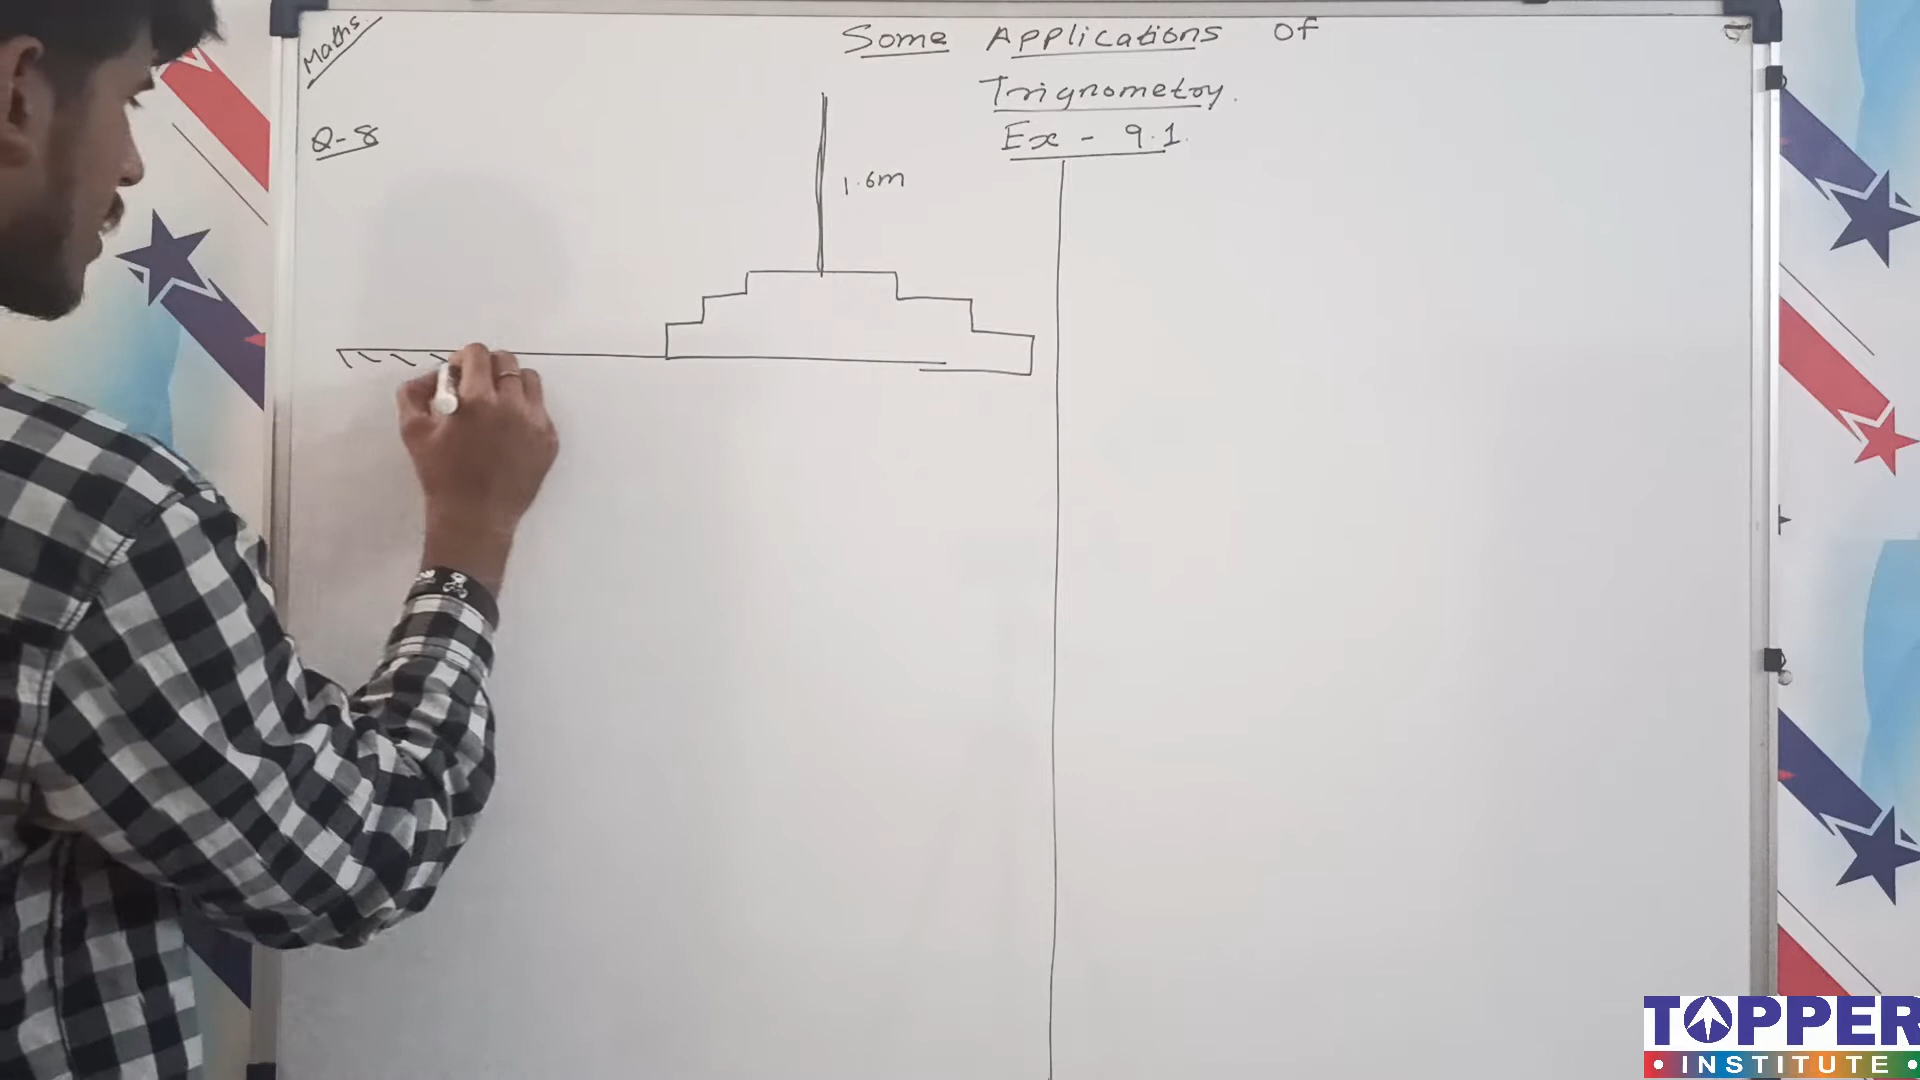 Maths.
Some Applications Of
Trignometry.
Ex - 9.1.
Q-8
1.6m
TOPPER
INSTITUTE